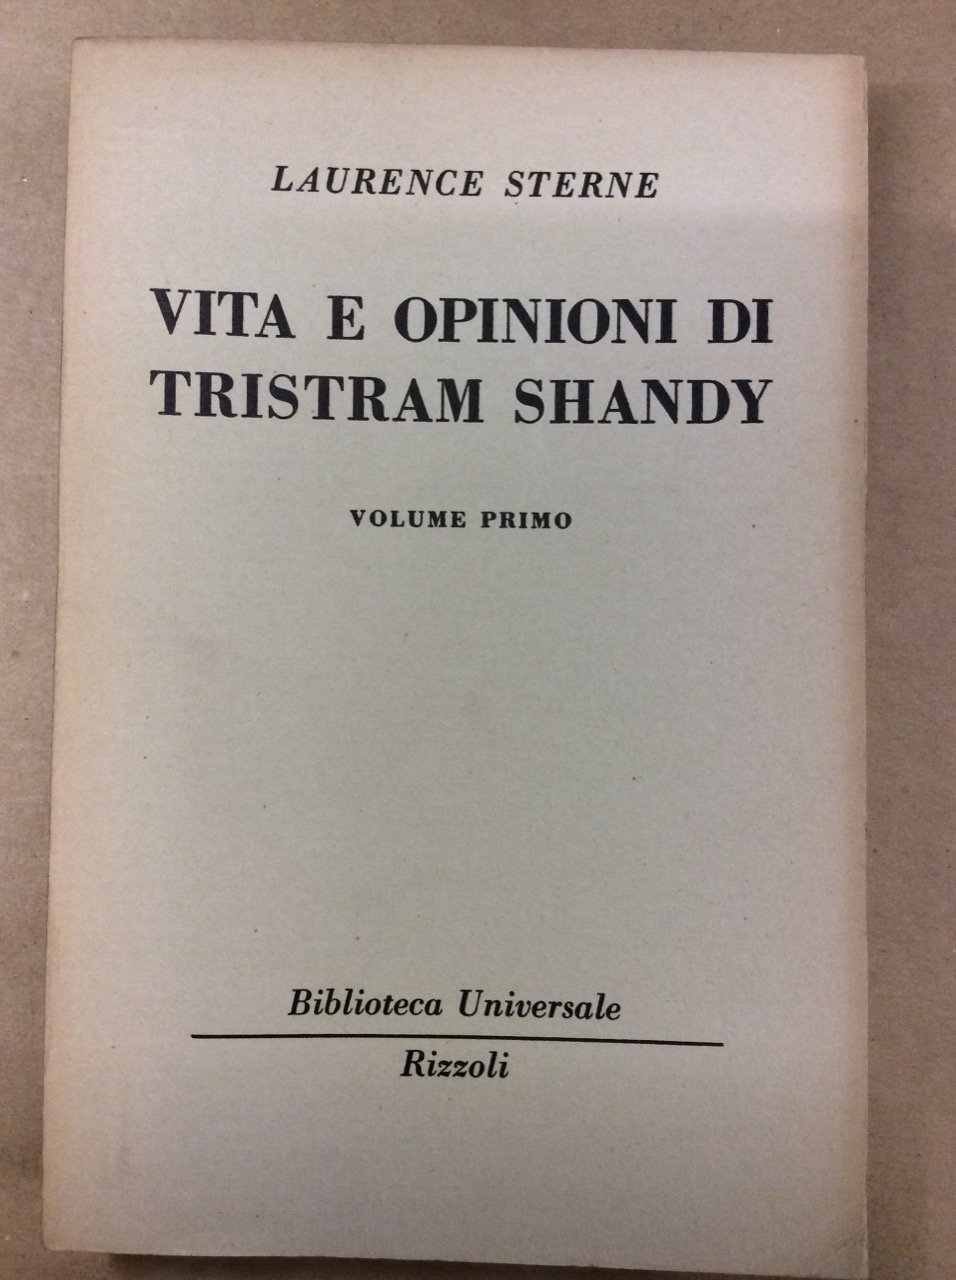 LAURENCE STERNE
VITA E OPINIONI DI
TRISTRAM SHANDY
VOLUME PRIMO
Biblioteca Universale
Rizzoli